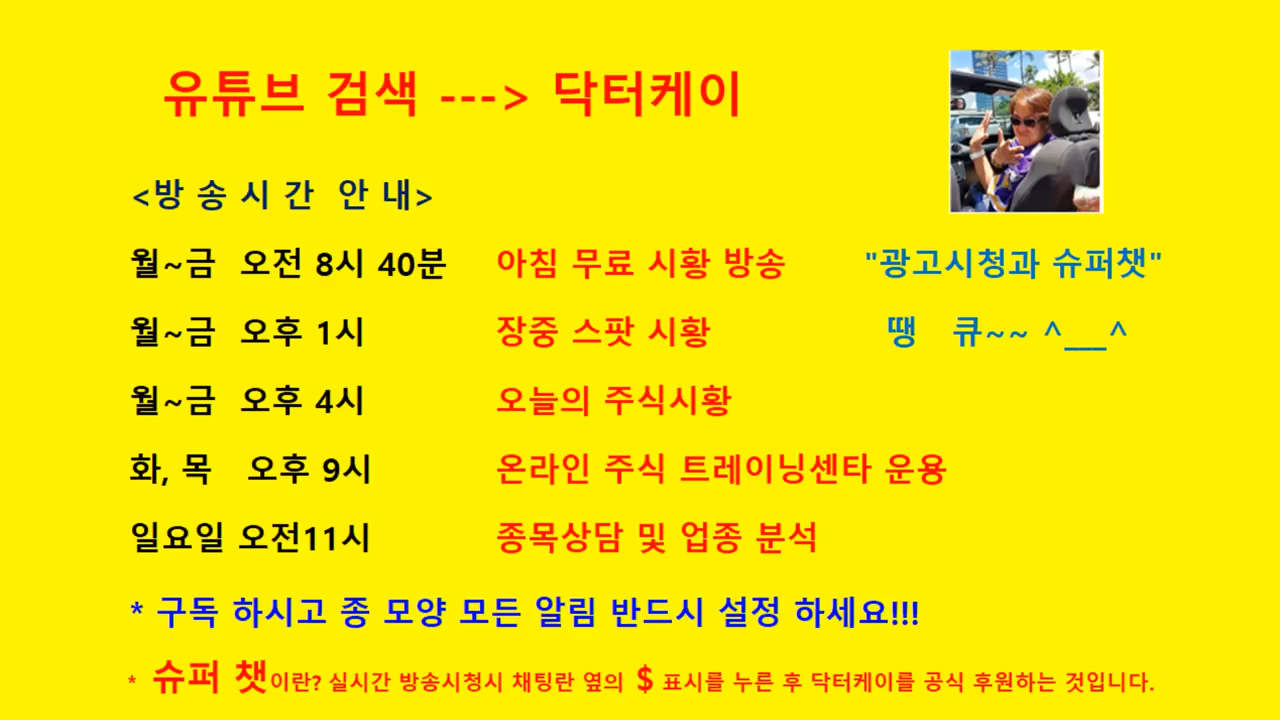 유튜브 검색 ---> 닥터케이
<방 송 시 간 안 내>
월~금 오전 8시 40분 아침 무료 시황 방송 "광고시청과 슈퍼챗"
월~금 오후 1시 장중 스팟 시황 땡 큐~~ ^___^
월~금 오후 4시 오늘의 주식시황
화, 목 오후 9시 온라인 주식 트레이닝센타 운용
일요일 오전11시 종목상담 및 업종 분석
* 구독 하시고 종 모양 모든 알림 반드시 설정 하세요!!!
* 슈퍼 챗이란? 실시간 방송시청시 채팅란 옆의 $ 표시를 누른 후 닥터케이를 공식 후원하는 것입니다.